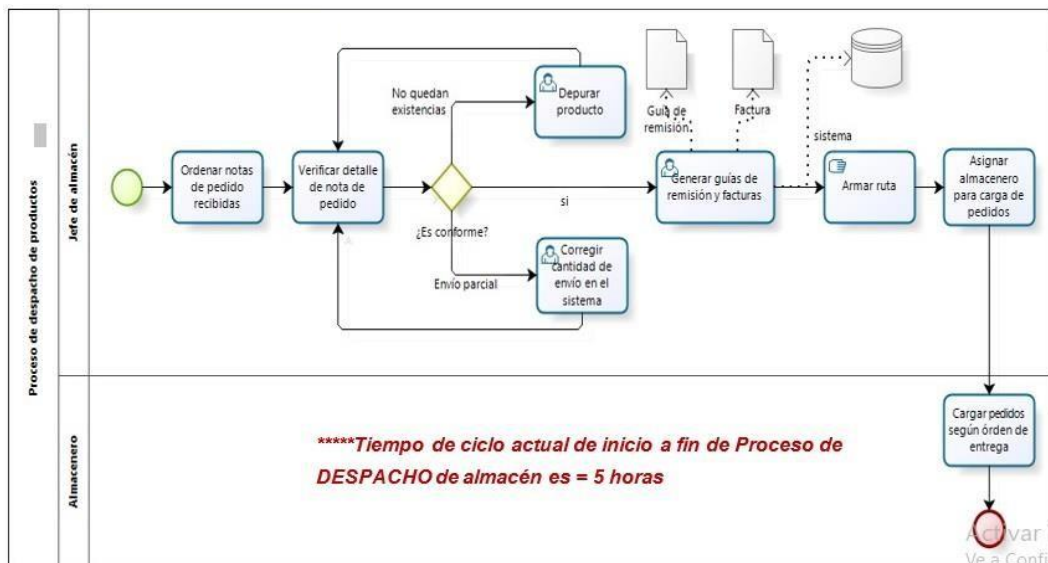 Proceso de despacho de productos
Jefe de almacén
Ordenar notas
de pedido
recibidas
Verificar detalle
de nota de
pedido
¿Es conforme?
No quedan
existencias
Depurar
producto
si
Envío parcial
Corregir
cantidad de
envío en el
sistema
Guía de
remisión
Factura
Generar guías de
remisión y facturas
sistema
Armar ruta
Asignar
almacenero
para carga de
pedidos
Almacenero
Cargar pedidos
según órden de
entrega
*****Tiempo de ciclo actual de inicio a fin de Proceso de
DESPACHO de almacén es = 5 horas
Activar
Ve a Confi